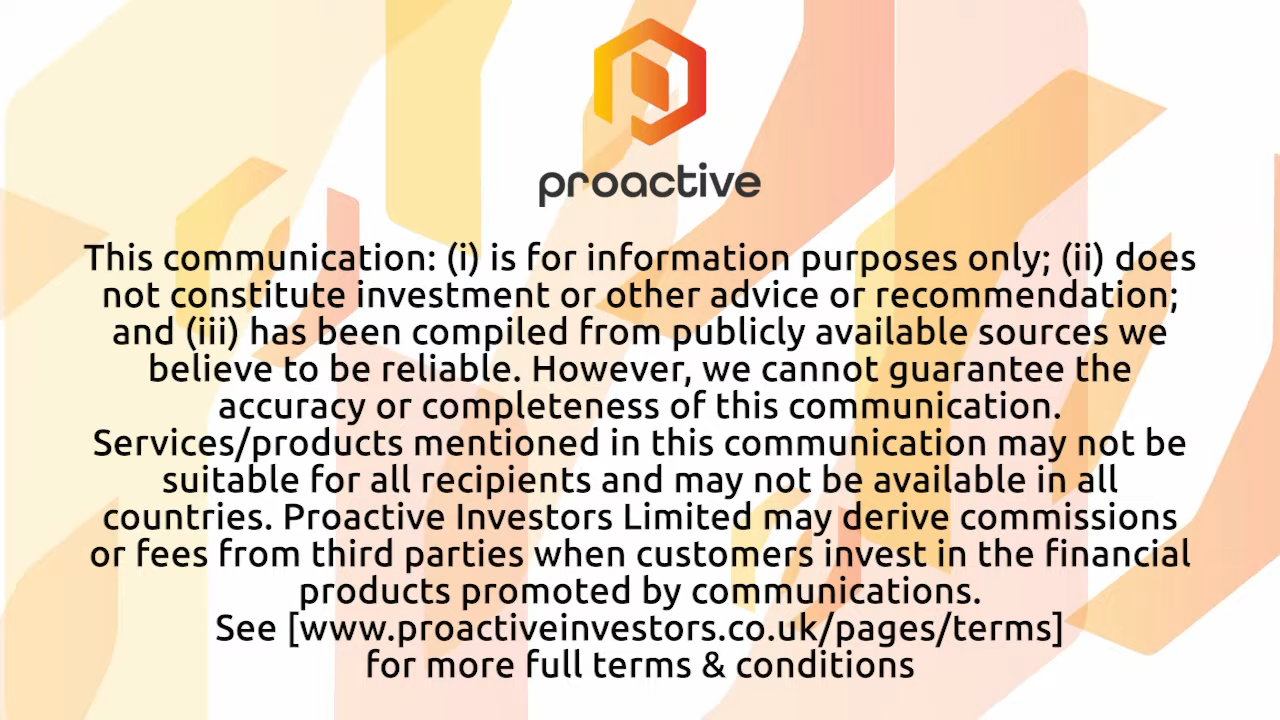 proactive
This communication: (i) is for information purposes only; (ii) does
not constitute investment or other advice or recommendation;
and (iii) has been compiled from publicly available sources we
believe to be reliable. However, we cannot guarantee the
accuracy or completeness of this communication.
Services/products mentioned in this communication may not be
suitable for all recipients and may not be available in all
countries. Proactive Investors Limited may derive commissions
or fees from third parties when customers invest in the financial
products promoted by communications.
See [www.proactiveinvestors.co.uk/pages/terms]
for more full terms & conditions